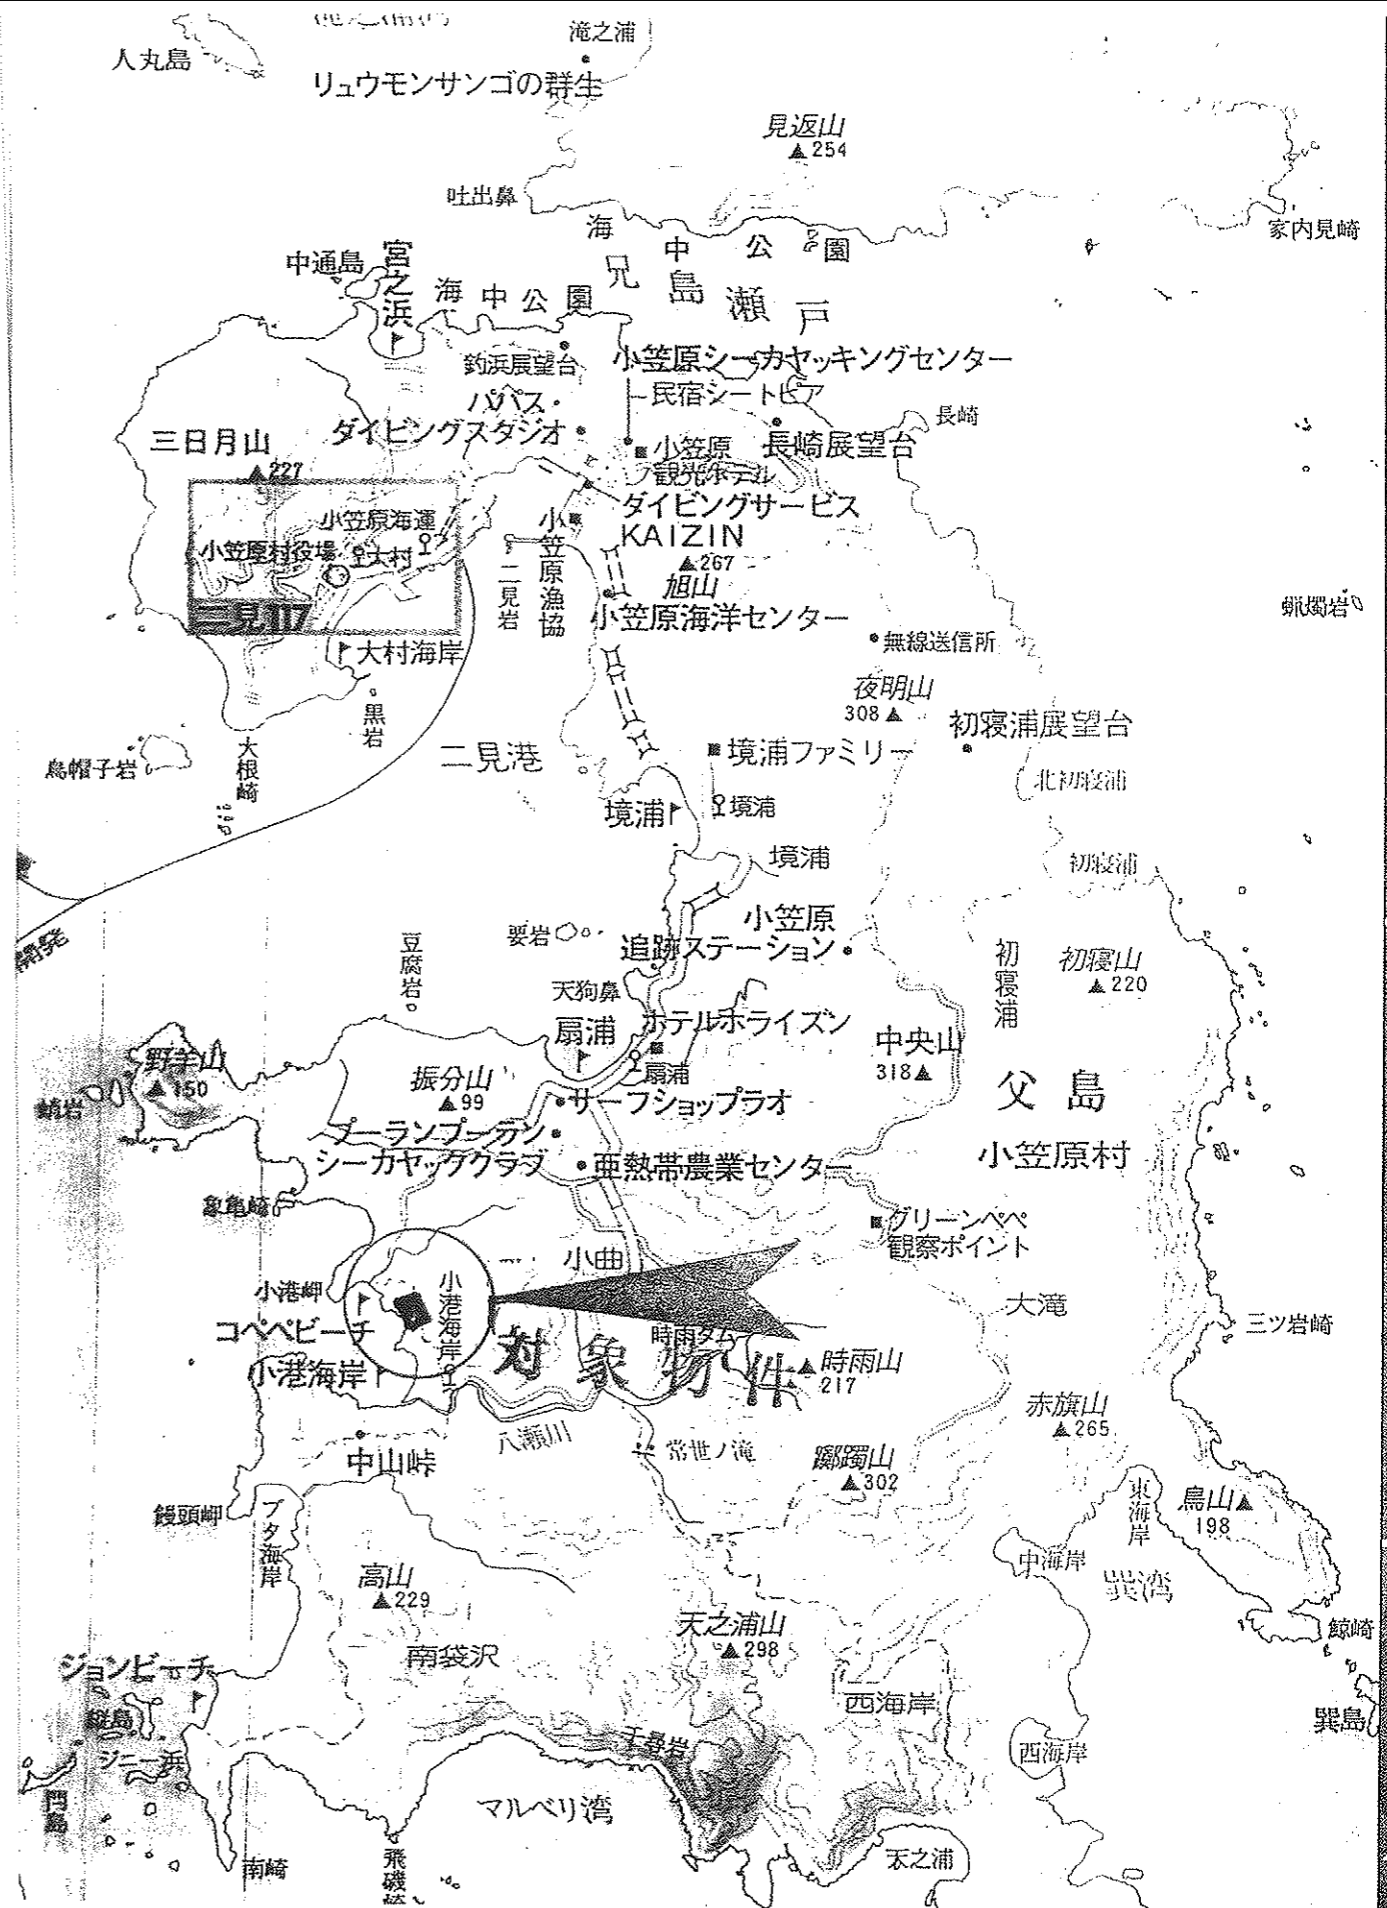 滝之浦
人丸島
リュウモンサンゴの群生
見返山
▲254
吐出鼻
家内見崎
海中公園
中通島
宮之浜
海中公園
兄島瀬戸
釣浜展望台
小笠原シーカヤッキングセンター
民宿シートピア
パパス・
ダイビングスタジオ
長崎
三日月山
▲227
小笠原
観光ホテル
長崎展望台
ダイビングサービス
KAIZIN
小笠原海運
小笠原村役場
大村
二見117
小笠原漁協
二見岩
▲267
旭山
小笠原海洋センター
蝋燭岩
無線送信所
大村海岸
夜明山
308▲
黒岩
初寝浦展望台
大根崎
二見港
烏帽子岩
境浦ファミリー
北初寝浦
境浦
境浦
境浦
初寝浦
小笠原
追跡ステーション
要岩
豆腐岩
開発
初寝浦
初寝山
▲220
天狗鼻
扇浦
ホテルホライズン
中央山
318▲
野羊山
▲150
振分山
▲99
扇浦
父島
サーフショップラオ
プーランプーラン
シーカヤッククラブ
亜熱帯農業センター
小笠原村
象亀崎
グリーンペペ
観察ポイント
小曲
小港岬
小港海岸
大滝
コペペビーチ
三ツ岩崎
時雨ダム
対象物件
小港海岸
時雨山
217
赤旗山
▲265
八瀬川
中山峠
常世ノ滝
躑躅山
▲302
東海岸
鳥山▲
198
饅頭岬
ブタ海岸
中海岸
巽湾
高山
▲229
天之浦山
▲298
鯨崎
南袋沢
ジョンビーチ
西海岸
巽島
ジニー浜
千尋岩
西海岸
門島
マルベリ湾
南崎
飛磯崎
天之浦